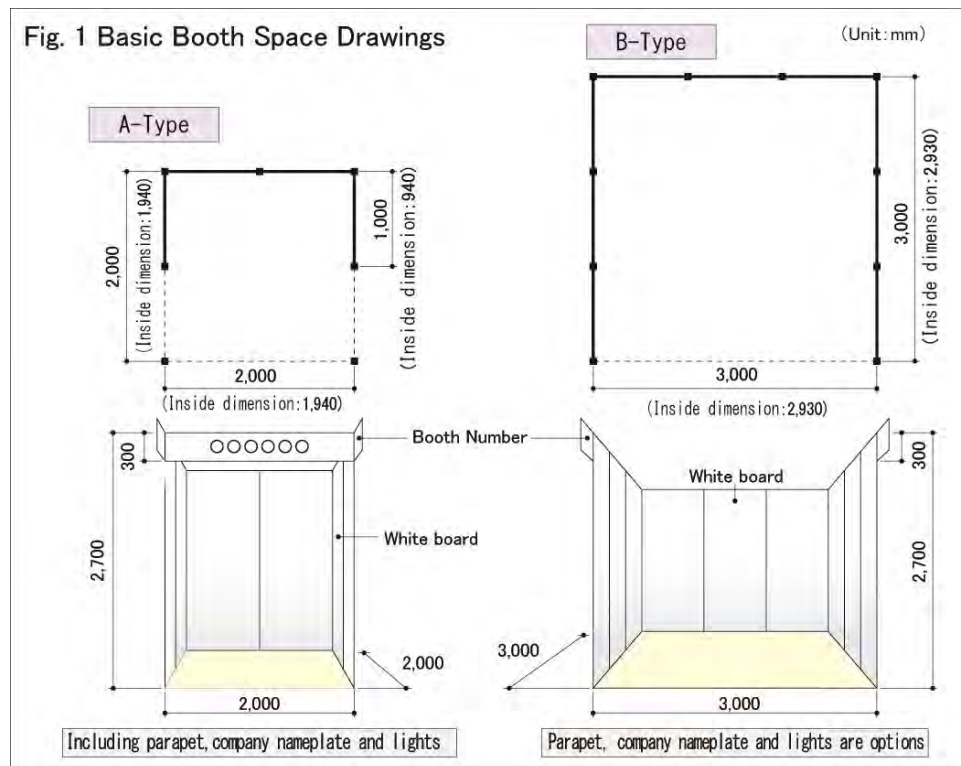 Fig. 1 Basic Booth Space Drawings
(Unit:mm)
A-Type
B-Type
2,000
(Inside dimension:1,940)
1,000
(Inside dimension:940)
2,000
(Inside dimension:1,940)
3,000
(Inside dimension:2,930)
3,000
(Inside dimension:2,930)
300
2,700
Booth Number
White board
2,000
2,000
Including parapet, company nameplate and lights
White board
300
2,700
3,000
3,000
Parapet, company nameplate and lights are options